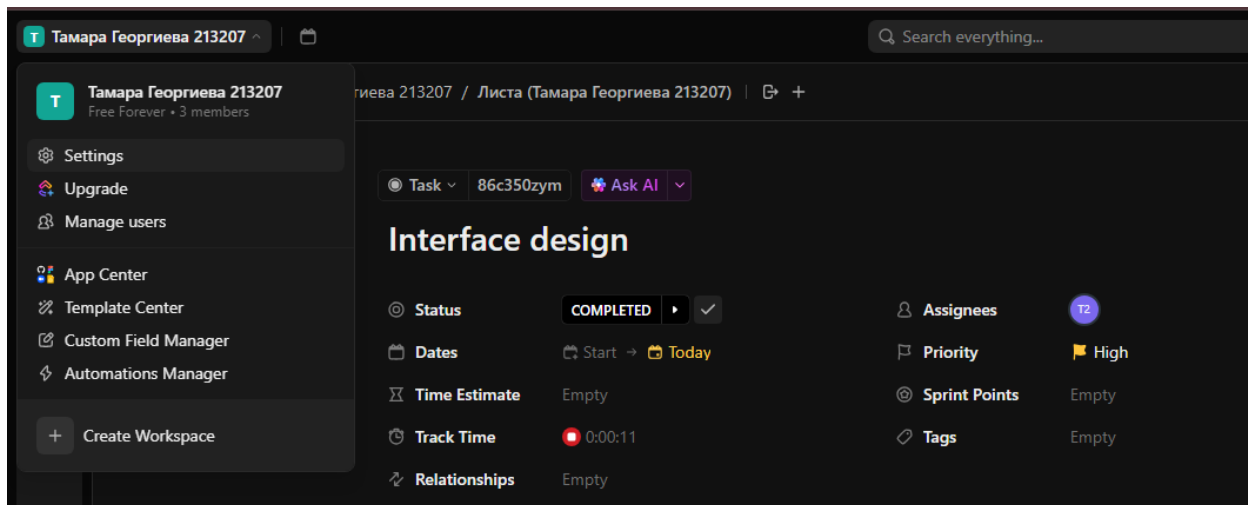 T Тамара Георгиева 213207
Search everything...
T Тамара Георгиева 213207
Free Forever • 3 members
Settings
Upgrade
Manage users
App Center
Template Center
Custom Field Manager
Automations Manager
+ Create Workspace
гиева 213207 / Листа (Тамара Георгиева 213207)
Task 86c350zym Ask AI
Interface design
Status COMPLETED Assignees T2
Dates Start → Today Priority High
Time Estimate Empty Sprint Points Empty
Track Time 0:00:11 Tags Empty
Relationships Empty